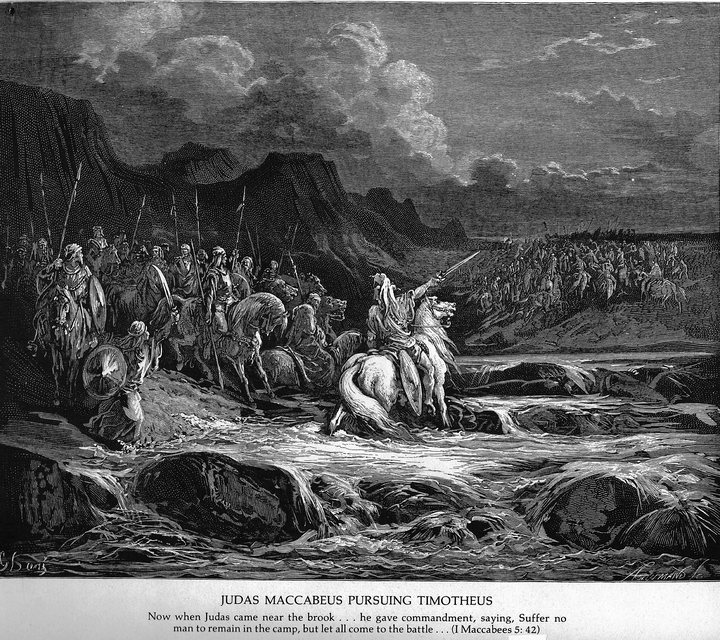 G Doré
JUDAS MACCABEUS PURSUING TIMOTHEUS
Now when Judas came near the brook . . . he gave commandment, saying, Suffer no
man to remain in the camp, but let all come to the battle . . . (I Maccabees 5: 42)